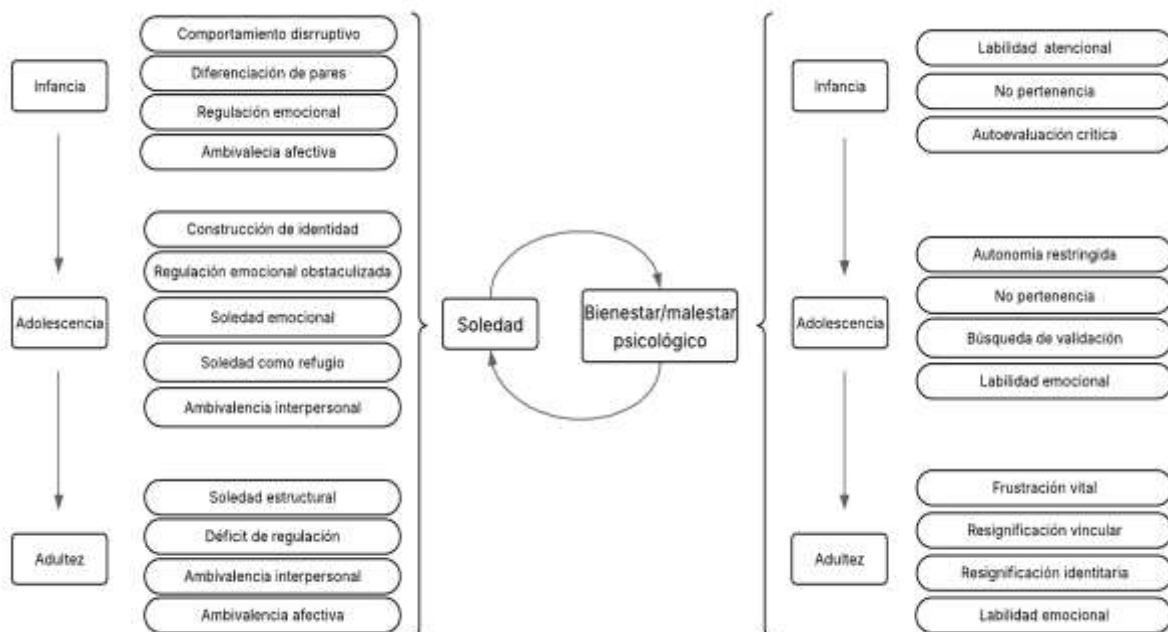 Infancia
Comportamiento disrruptivo
Diferenciación de pares
Regulación emocional
Ambivalecia afectiva
Adolescencia
Construcción de identidad
Regulación emocional obstaculizada
Soledad emocional
Soledad como refugio
Ambivalencia interpersonal
Adultez
Soledad estructural
Déficit de regulación
Ambivalencia interpersonal
Ambivalencia afectiva
Soledad
Bienestar/malestar
psicológico
Infancia
Labilidad atencional
No pertenencia
Autoevaluación crítica
Adolescencia
Autonomía restringida
No pertenencia
Búsqueda de validación
Labilidad emocional
Adultez
Frustración vital
Resignificación vincular
Resignificación identitaria
Labilidad emocional